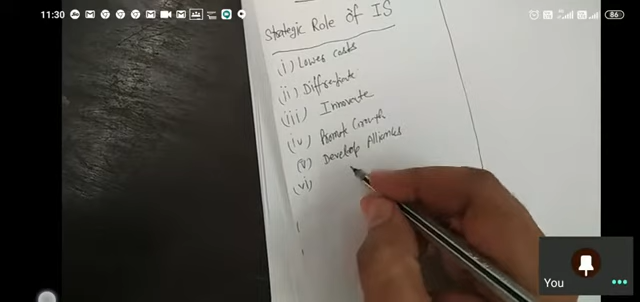 11:30
86
Strategic Role of IS
(i) Lower costs
(ii) Differentiate
(iii) Innovate
(iv) Promote Growth
(v) Develop Alliances
(vi)
You